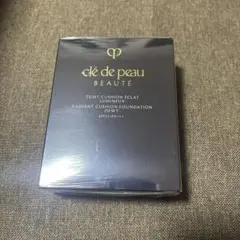 clé de peau
BEAUTÉ
TEINT CUSHION ÉCLAT
LUMINEUX
RADIANT CUSHION FOUNDATION
DEWY